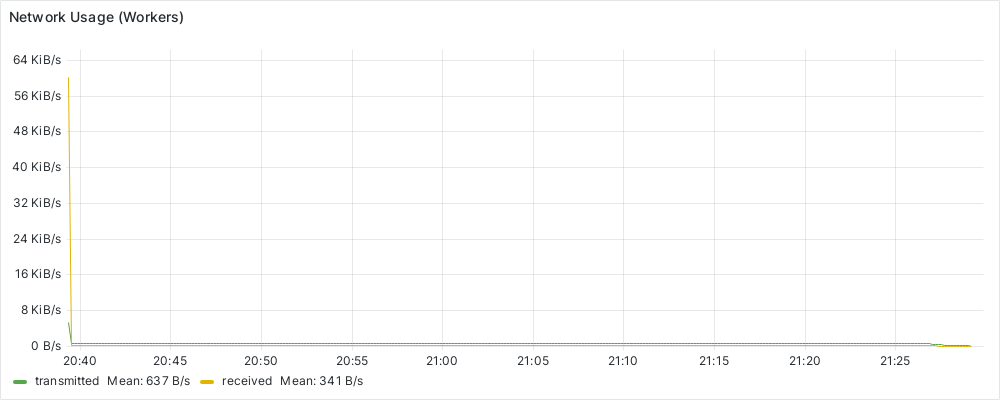 Network Usage (Workers)
64 KiB/s
56 KiB/s
48 KiB/s
40 KiB/s
32 KiB/s
24 KiB/s
16 KiB/s
8 KiB/s
0 B/s
20:40 20:45 20:50 20:55 21:00 21:05 21:10 21:15 21:20 21:25
transmitted Mean: 637 B/s received Mean: 341 B/s